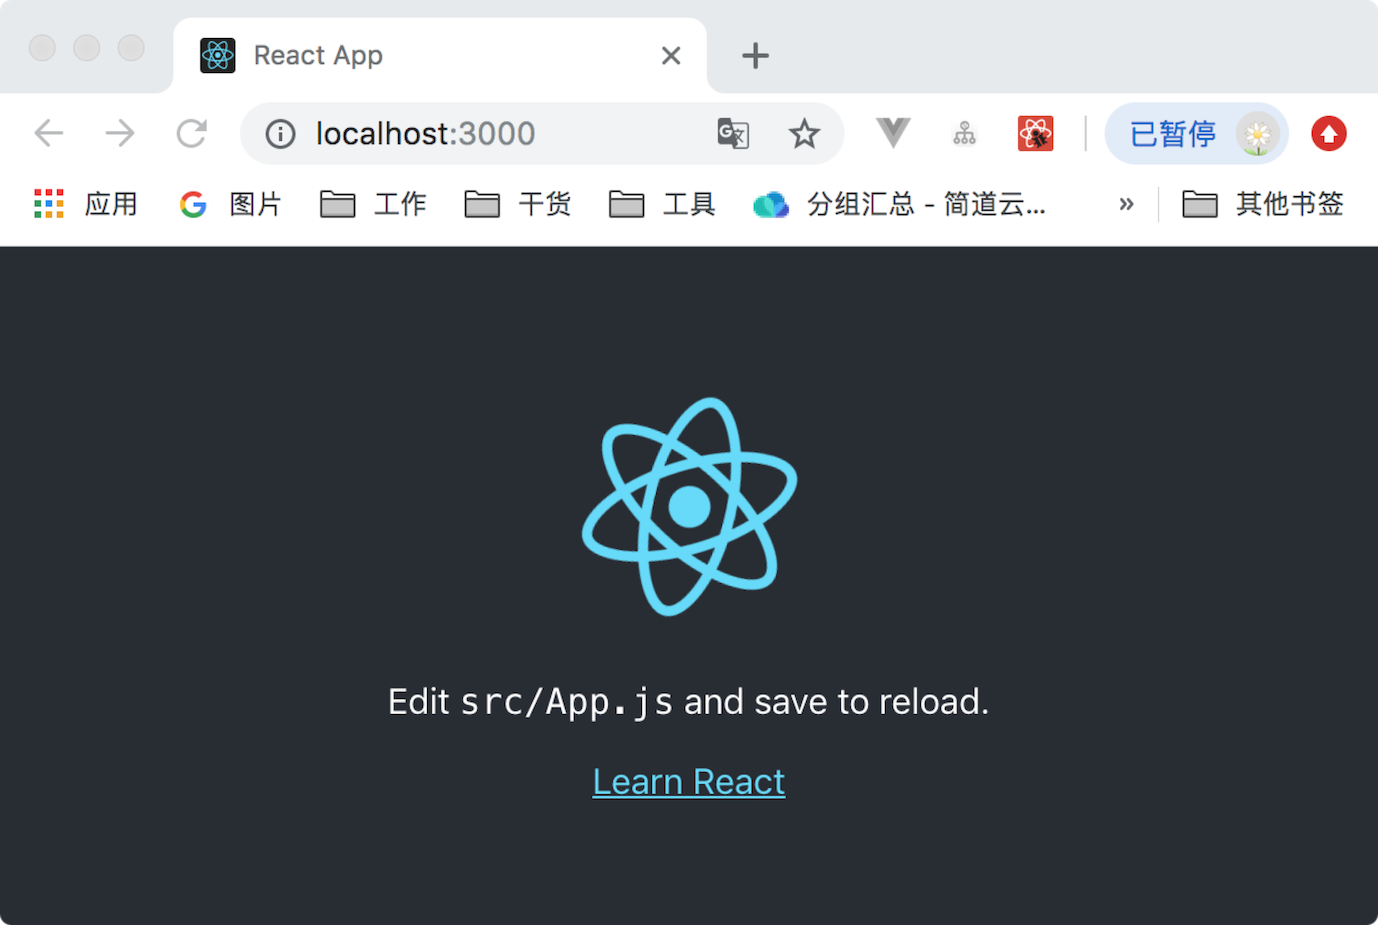 React App
localhost:3000
已暂停
应用 图片 工作 干货 工具 分组汇总 - 简道云... » 其他书签
Edit src/App.js and save to reload.
Learn React